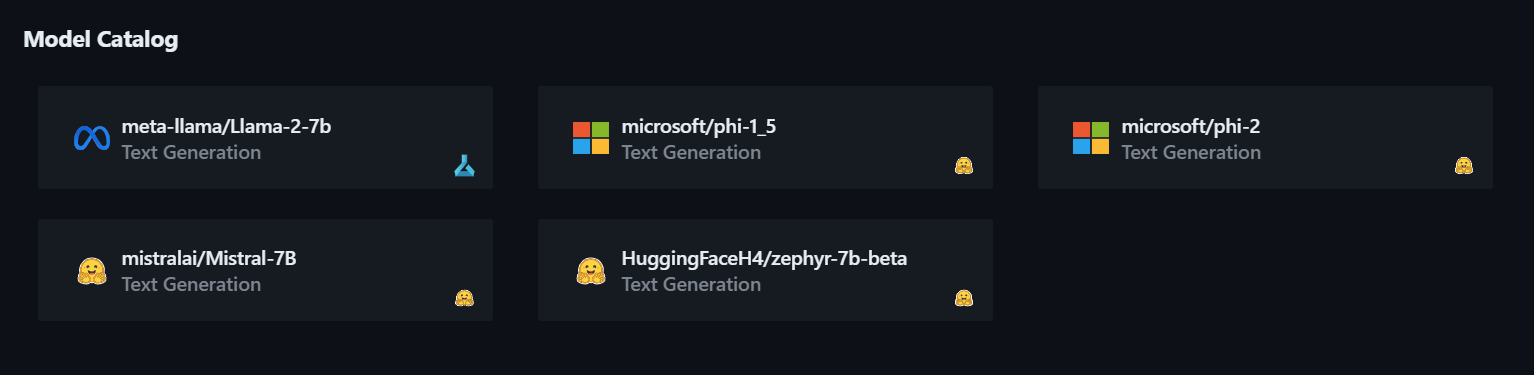 Model Catalog
meta-llama/Llama-2-7b
Text Generation
microsoft/phi-1_5
Text Generation
microsoft/phi-2
Text Generation
mistralai/Mistral-7B
Text Generation
HuggingFaceH4/zephyr-7b-beta
Text Generation